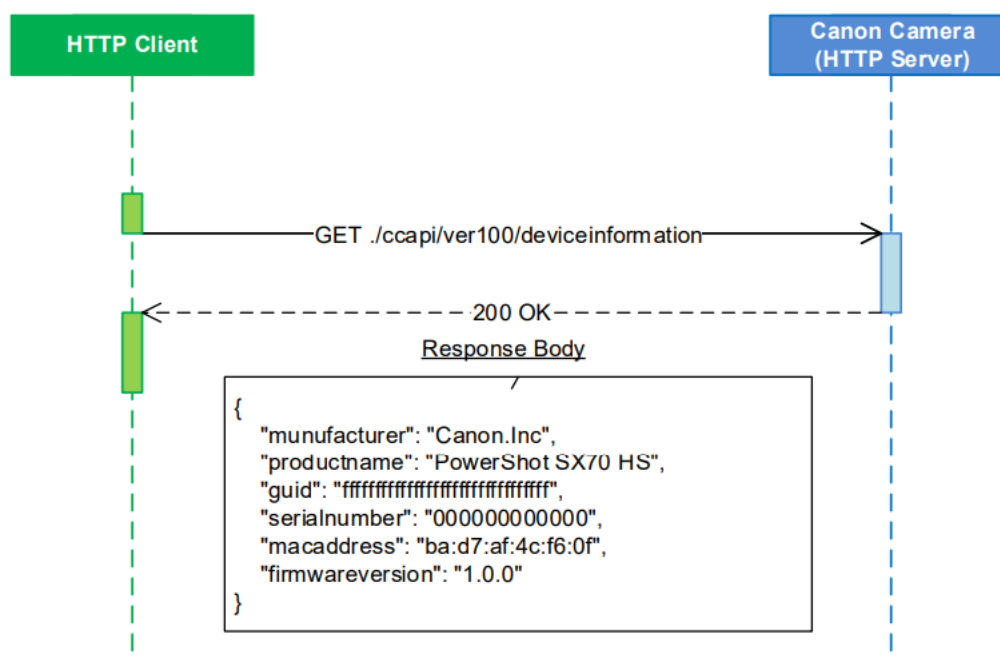 HTTP Client
Canon Camera
(HTTP Server)
GET ./ccapi/ver100/deviceinformation
200 OK
Response Body
{
"munufacturer": "Canon.Inc",
"productname": "PowerShot SX70 HS",
"guid": "ffffffffffffffffffffffffffffffff",
"serialnumber": "000000000000",
"macaddress": "ba:d7:af:4c:f6:0f",
"firmwareversion": "1.0.0"
}